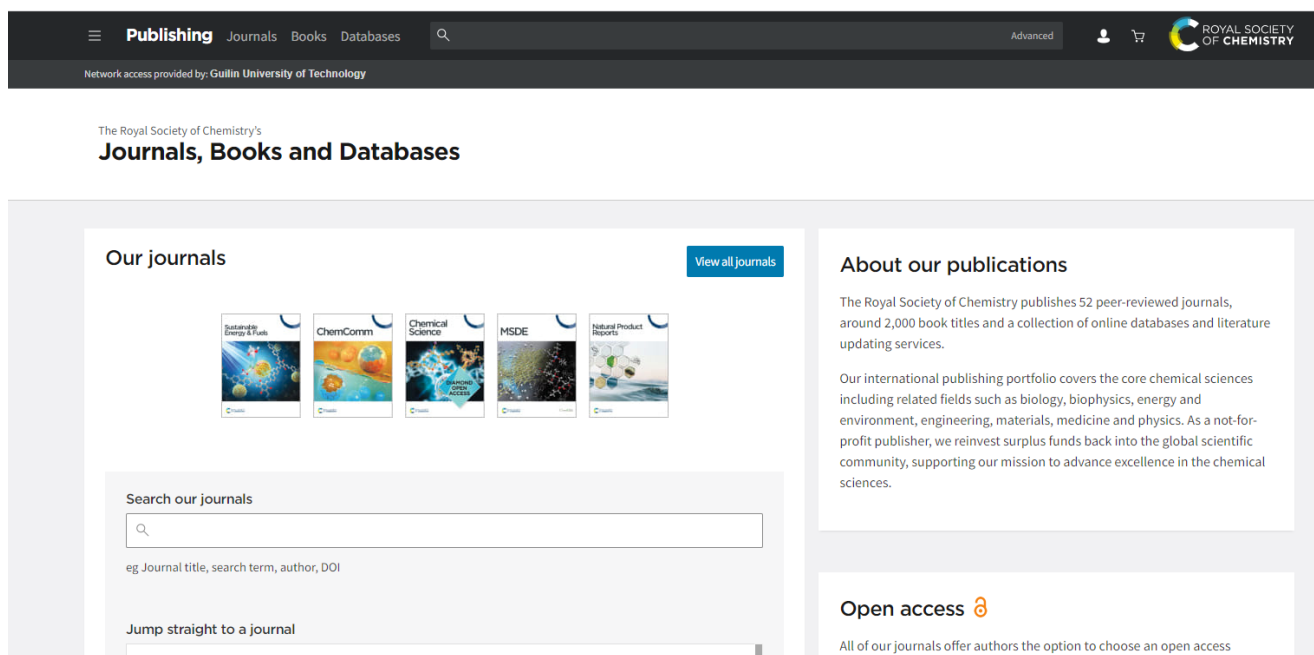 Publishing Journals Books Databases Advanced
ROYAL SOCIETY
OF CHEMISTRY
Network access provided by: Guilin University of Technology
The Royal Society of Chemistry's
Journals, Books and Databases
Our journals
View all journals
Sustainable
Energy & Fuels
ChemComm
Chemical
Science
DIAMOND
OPEN
ACCESS
MSDE
Natural Product
Reports
Search our journals
eg Journal title, search term, author, DOI
Jump straight to a journal
About our publications
The Royal Society of Chemistry publishes 52 peer-reviewed journals,
around 2,000 book titles and a collection of online databases and literature
updating services.
Our international publishing portfolio covers the core chemical sciences
including related fields such as biology, biophysics, energy and
environment, engineering, materials, medicine and physics. As a not-for-
profit publisher, we reinvest surplus funds back into the global scientific
community, supporting our mission to advance excellence in the chemical
sciences.
Open access
All of our journals offer authors the option to choose an open access